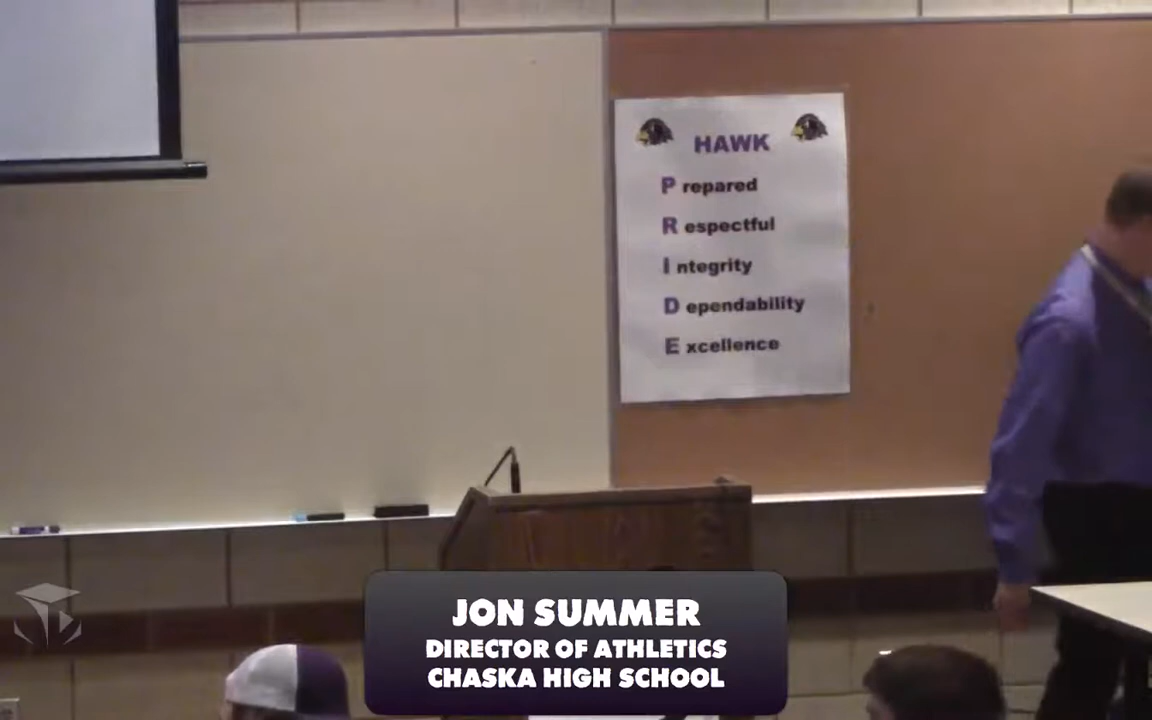 HAWK
P repared
R espectful
I ntegrity
D ependability
E xcellence
JON SUMMER
DIRECTOR OF ATHLETICS
CHASKA HIGH SCHOOL